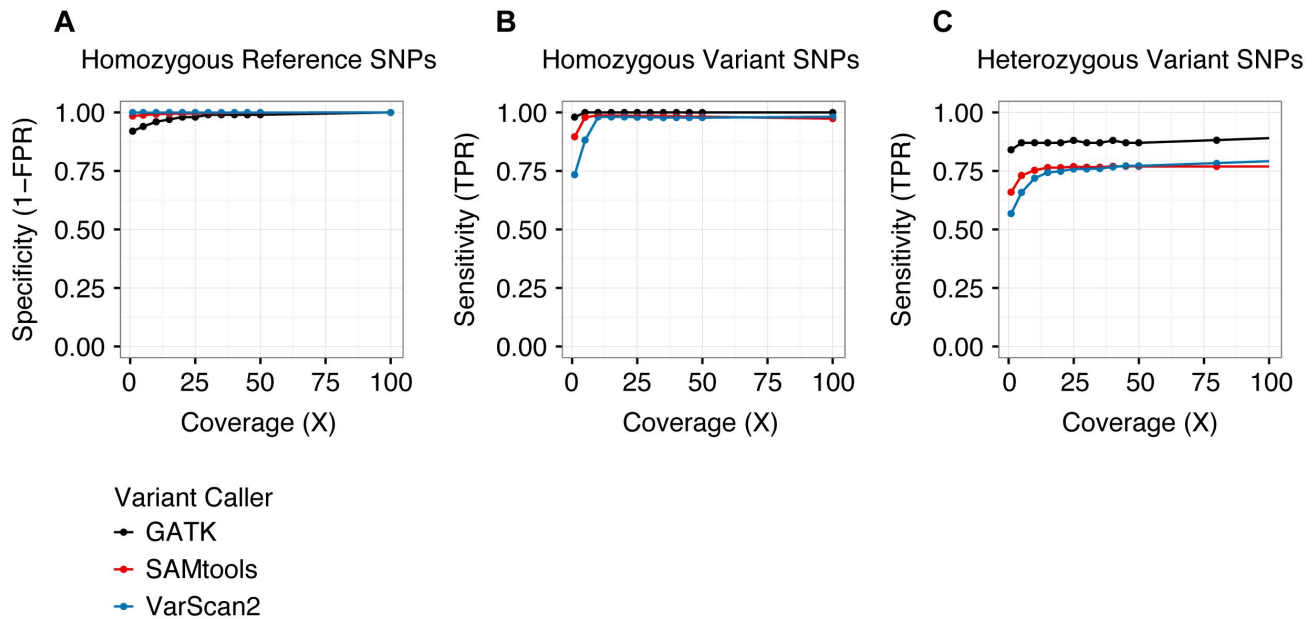 A
Homozygous Reference SNPs
Specificity (1−FPR)
1.00
0.75
0.50
0.25
0.00
0 25 50 75 100
Coverage (X)
B
Homozygous Variant SNPs
Sensitivity (TPR)
1.00
0.75
0.50
0.25
0.00
0 25 50 75 100
Coverage (X)
C
Heterozygous Variant SNPs
Sensitivity (TPR)
1.00
0.75
0.50
0.25
0.00
0 25 50 75 100
Coverage (X)
Variant Caller
GATK
SAMtools
VarScan2